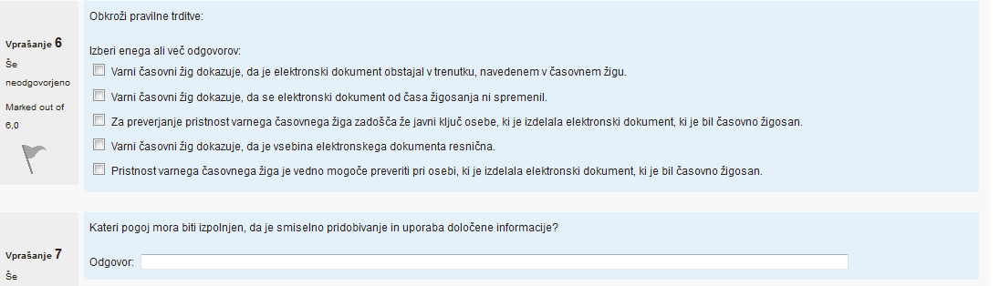 Vprašanje 6
Še
neodgovorjeno
Marked out of
6,0
Obkroži pravilne trditve:
Izberi enega ali več odgovorov:
Varni časovni žig dokazuje, da je elektronski dokument obstajal v trenutku, navedenem v časovnem žigu.
Varni časovni žig dokazuje, da se elektronski dokument od časa žigosanja ni spremenil.
Za preverjanje pristnost varnega časovnega žiga zadošča že javni ključ osebe, ki je izdelala elektronski dokument, ki je bil časovno žigosan.
Varni časovni žig dokazuje, da je vsebina elektronskega dokumenta resnična.
Pristnost varnega časovnega žiga je vedno mogoče preveriti pri osebi, ki je izdelala elektronski dokument, ki je bil časovno žigosan.
Vprašanje 7
Še
Kateri pogoj mora biti izpolnjen, da je smiselno pridobivanje in uporaba določene informacije?
Odgovor: